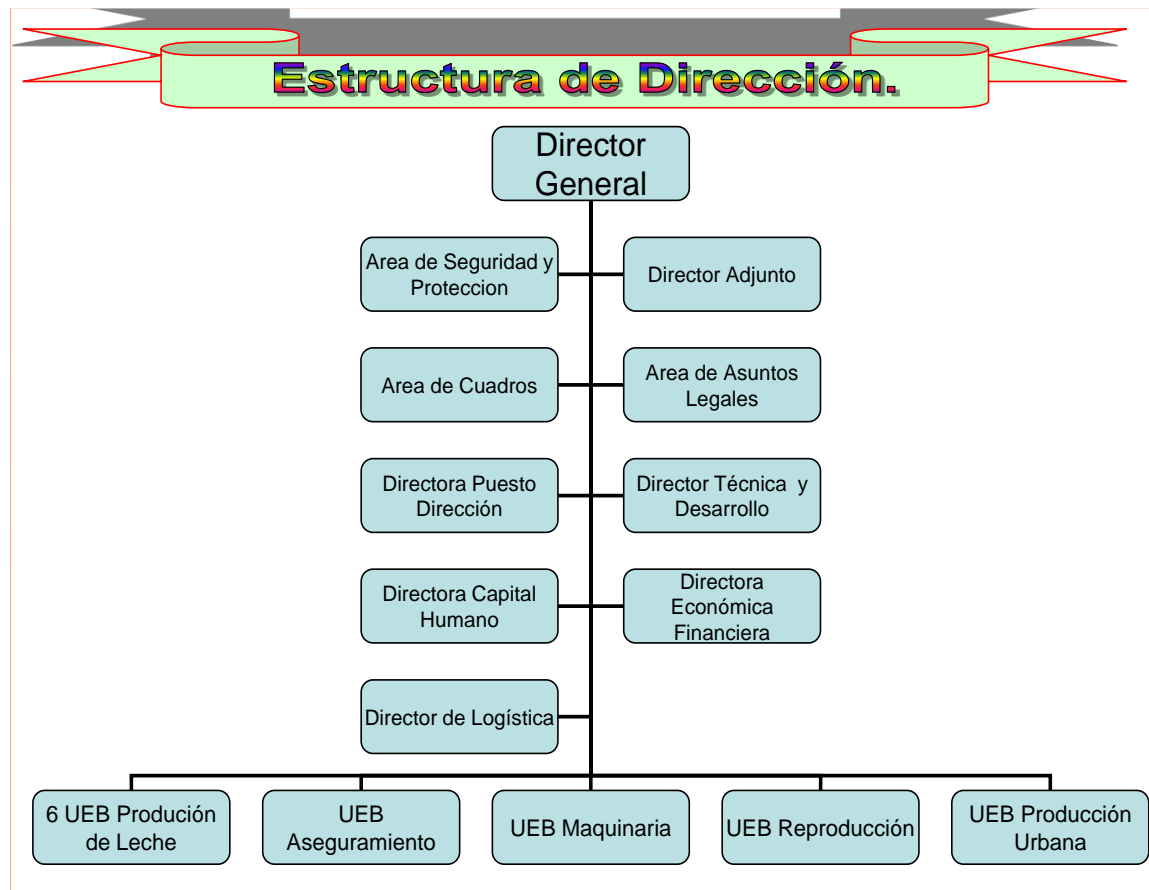 Estructura de Dirección.
Director
General
Area de Seguridad y
Proteccion
Director Adjunto
Area de Cuadros
Area de Asuntos
Legales
Directora Puesto
Dirección
Director Técnica y
Desarrollo
Directora Capital
Humano
Directora
Económica
Financiera
Director de Logística
6 UEB Produción
de Leche
UEB
Aseguramiento
UEB Maquinaria
UEB Reproducción
UEB Producción
Urbana